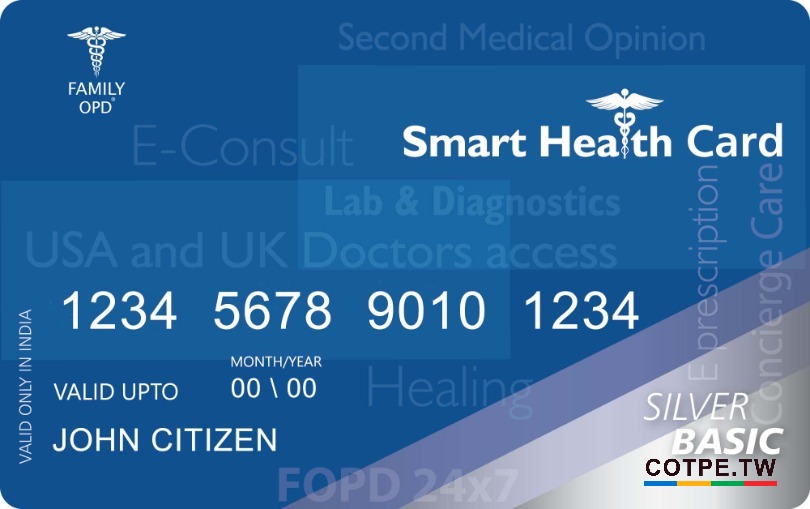 Second Medical Opinion
FAMILY
OPD®
Smart Health Card
E-Consult
Lab & Diagnostics
USA and UK Doctors access
E prescription
Concierge Care
1234 5678 9010 1234
VALID ONLY IN INDIA
MONTH/YEAR
VALID UPTO 00 \ 00
Healing
JOHN CITIZEN
SILVER
BASIC
COTPE.TW
FOPD 24x7